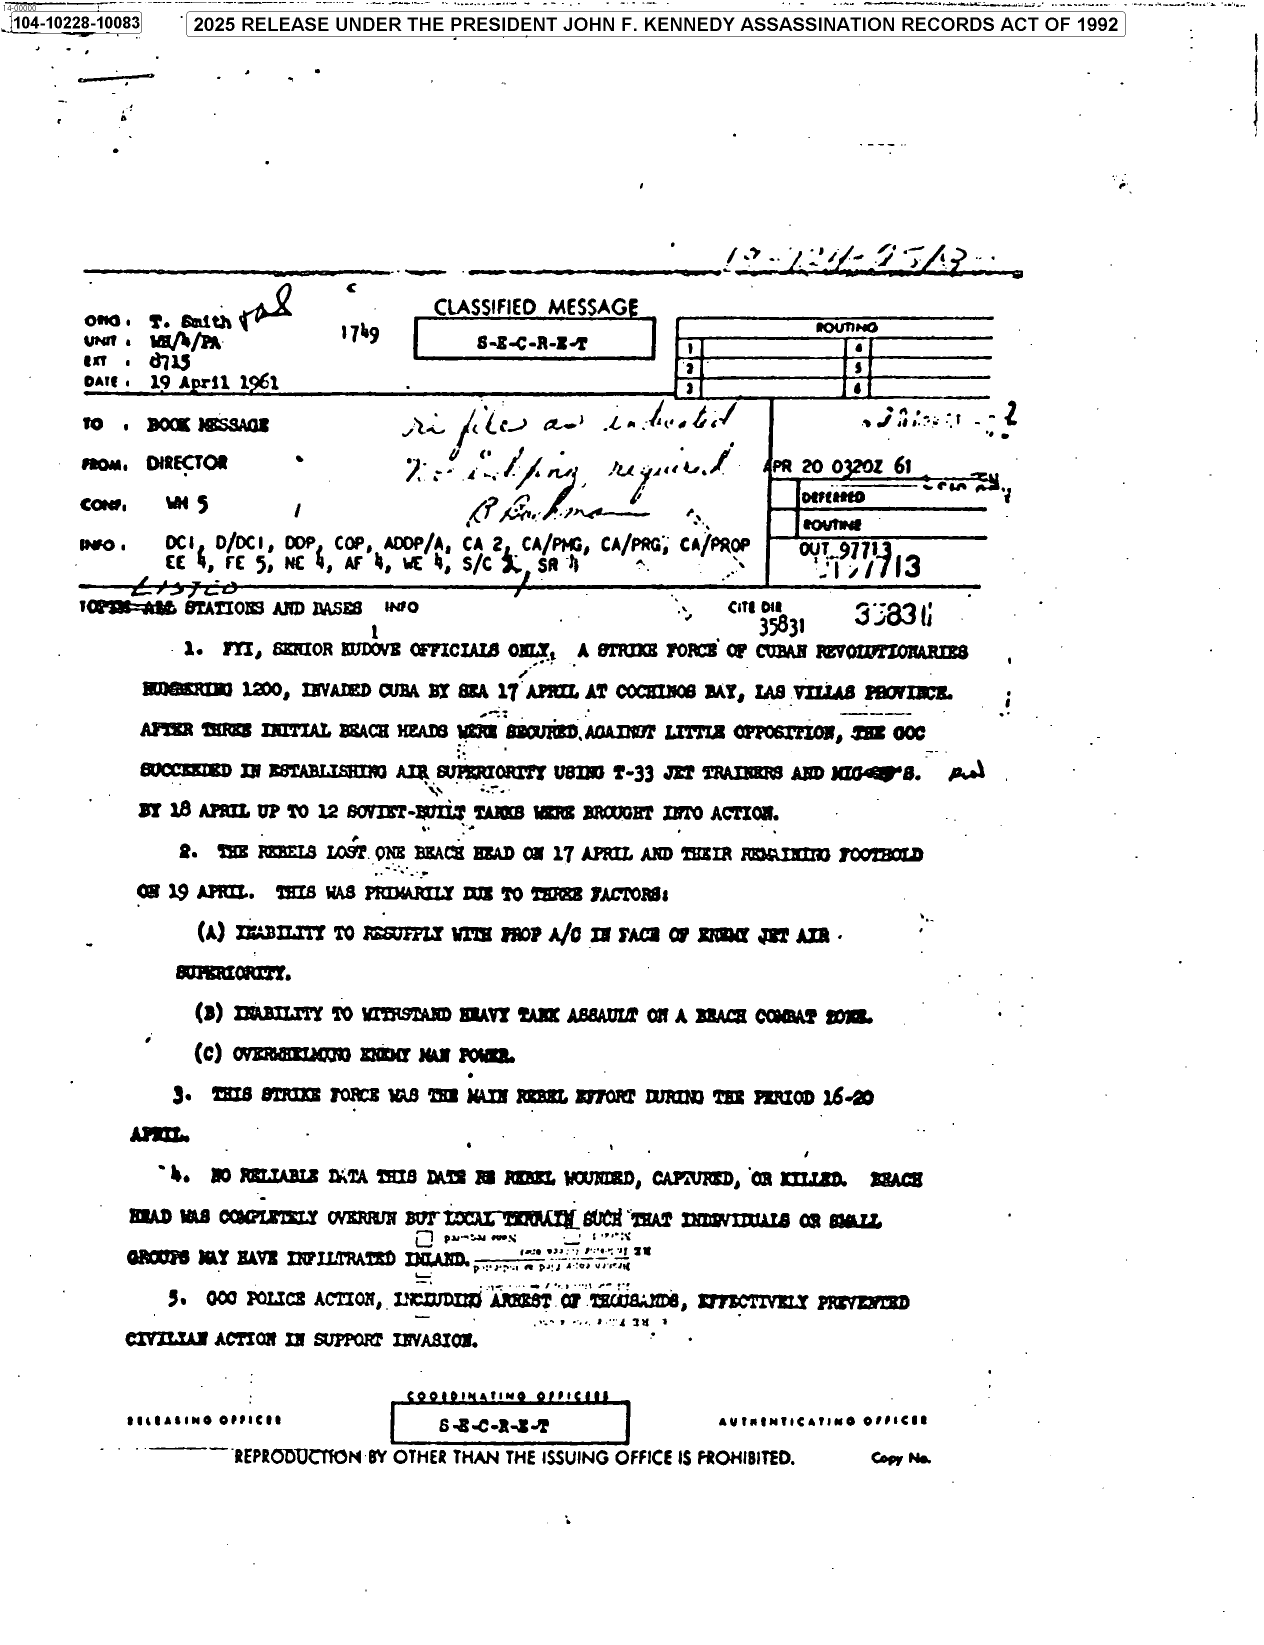 14-00000
104-10228-10083
2025 RELEASE UNDER THE PRESIDENT JOHN F. KENNEDY ASSASSINATION RECORDS ACT OF 1992
C
CLASSIFIED MESSAGE
ORIG : T. Smith
UNIT : WH/4/PA
EXT : 8715
DATE : 19 April 1961
1749
S-E-C-R-E-T
ROUTING
1 4
2 5
3 6
TO : BOOK MESSAGE
FROM: DIRECTOR
CONF: WH 5
INFO : DCI, D/DCI, DDP, COP, ADDP/A, CA 2, CA/PMG, CA/PRG, CA/PROP
EE 4, FE 5, NE 4, AF 4, WE 4, S/C 2, SR 4
re files as indicated
No indexing required
APR 20 0320Z 61
DEFERRED
ROUTINE
OUT 97713
LISTED
STATIONS AND BASES INFO CITE DIR 35831
1
1. FYI, SENIOR KUDOVE OFFICIALS ONLY, A STRIKE FORCE OF CUBAN REVOLUTIONARIES
NUMBERING 1200, INVADED CUBA BY SEA 17 APRIL AT COCHINOS BAY, LAS VILLAS PROVINCE.
AFTER THREE INITIAL BEACH HEADS WERE SECURED AGAINST LITTLE OPPOSITION, THE GOC
SUCCEEDED IN ESTABLISHING AIR SUPERIORITY USING T-33 JET TRAINERS AND MIG 'S.
BY 18 APRIL UP TO 12 SOVIET-BUILT TANKS WERE BROUGHT INTO ACTION.
2. THE REBELS LOST ONE BEACH HEAD ON 17 APRIL AND THEIR REMAINING FOOTHOLD
ON 19 APRIL. THIS WAS PRIMARILY DUE TO THREE FACTORS:
(A) INABILITY TO RESUPPLY WITH PROP A/C IN FACE OF ENEMY JET AIR
SUPERIORITY.
(B) INABILITY TO WITHSTAND HEAVY TANK ASSAULT ON A BEACH COMBAT ZONE.
(C) OVERWHELMING ENEMY MAN POWER.
3. THIS STRIKE FORCE WAS THE MAIN REBEL EFFORT DURING THE PERIOD 16-20
APRIL.
4. NO RELIABLE DATA THIS DATE RE REBEL WOUNDED, CAPTURED, OR KILLED. BEACH
HEAD WAS COMPLETELY OVERRUN BUT LOCAL TERRAIN SUCH THAT INDIVIDUALS OR SMALL
GROUPS MAY HAVE INFILTRATED INLAND.
5. GOC POLICE ACTION, INCLUDING ARREST OF THOUSANDS, EFFECTIVELY PREVENTED
CIVILIAN ACTION IN SUPPORT INVASION.
COORDINATING OFFICERS
RELEASING OFFICER S-E-C-R-E-T AUTHENTICATING OFFICER
REPRODUCTION BY OTHER THAN THE ISSUING OFFICE IS PROHIBITED. Copy No.